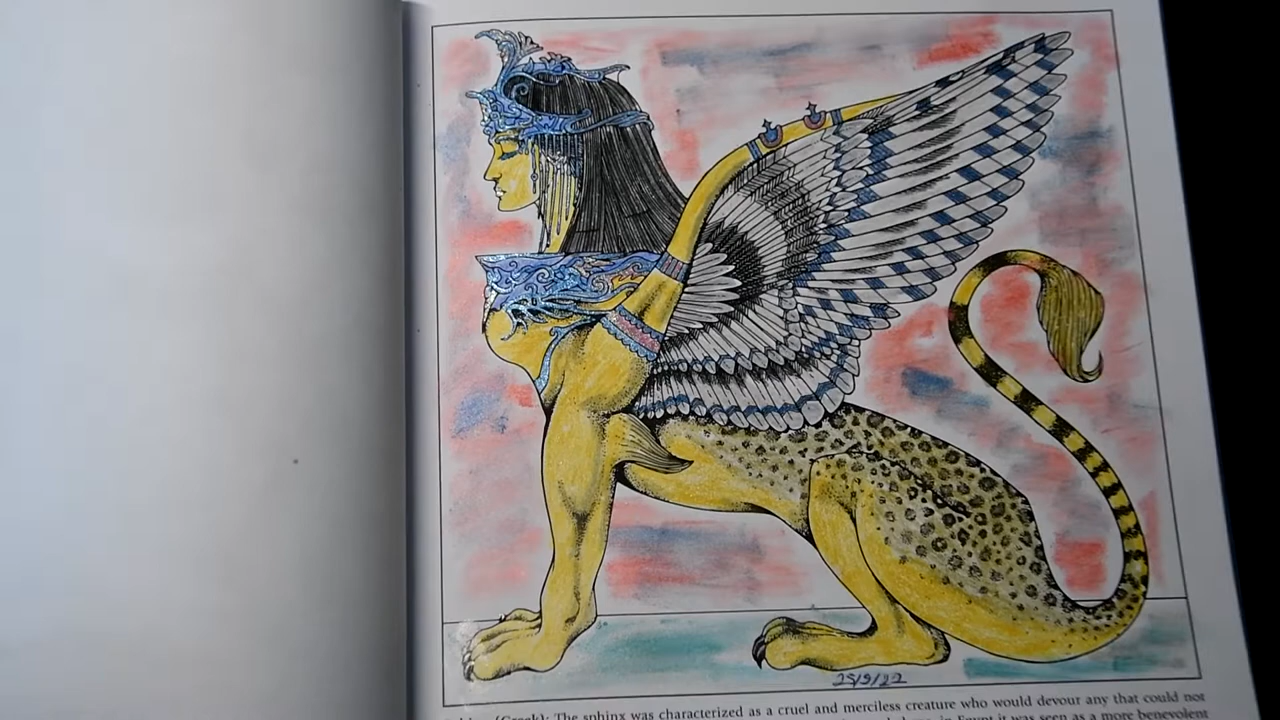 25/9/22
(Greek): The sphinx was characterized as a cruel and merciless creature who would devour any that could not
in Egypt it was seen as a more benevolent